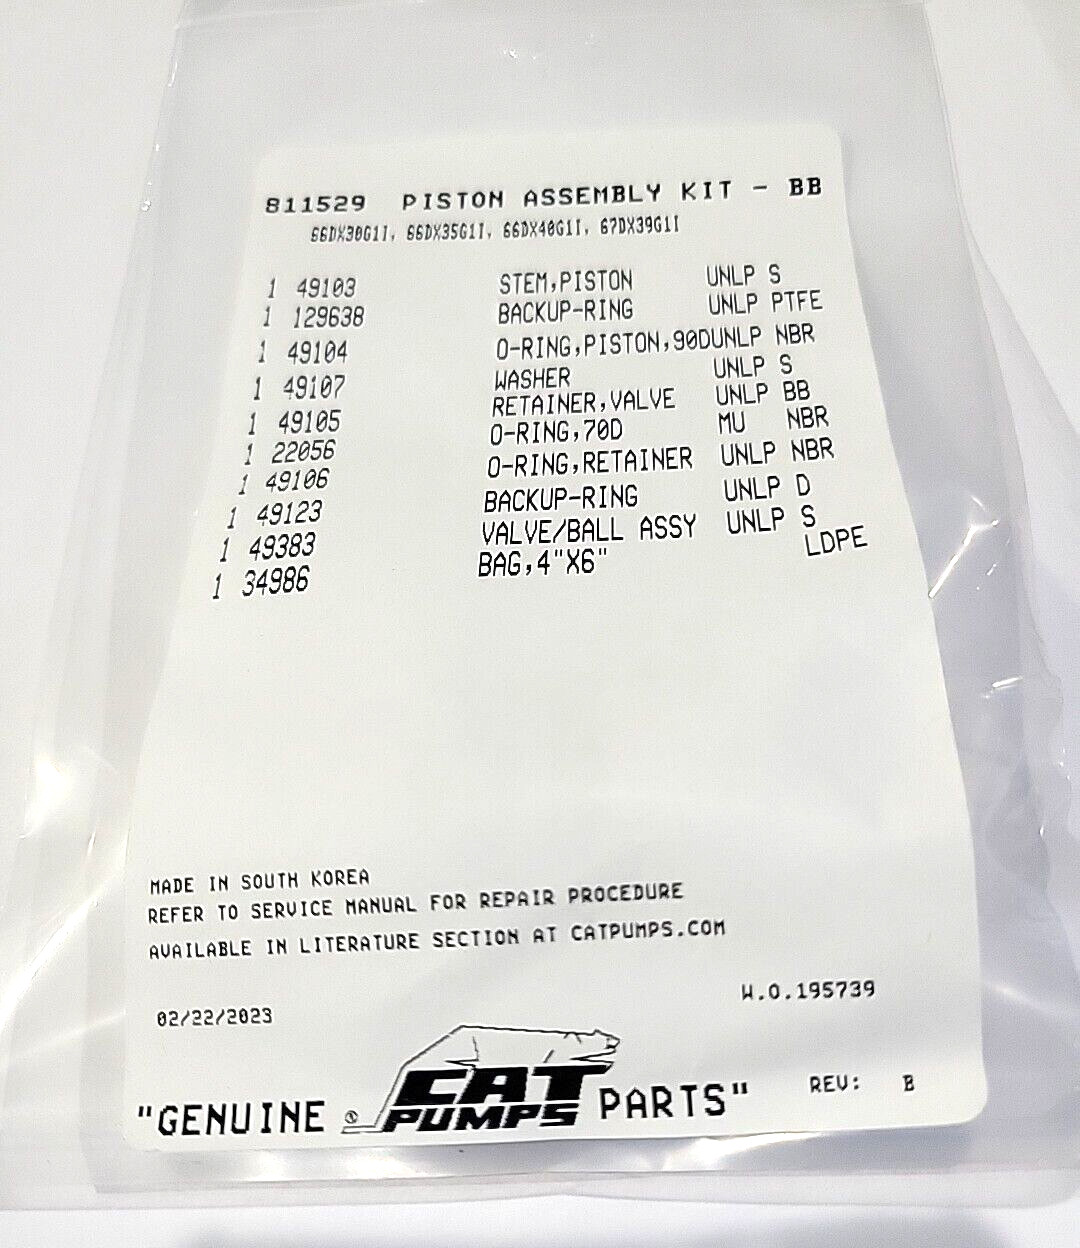 811529 PISTON ASSEMBLY KIT - BB
66DX30G1I, 66DX35G1I, 66DX40G1I, 67DX39G1I
1 49103 STEM,PISTON UNLP S
1 129638 BACKUP-RING UNLP PTFE
1 49104 O-RING,PISTON,90DUNLP NBR
1 49107 WASHER UNLP S
1 49105 RETAINER,VALVE UNLP BB
1 22056 O-RING,70D MU NBR
1 49106 O-RING,RETAINER UNLP NBR
1 49123 BACKUP-RING UNLP D
1 49383 VALVE/BALL ASSY UNLP S
1 34986 BAG,4"X6" LDPE
MADE IN SOUTH KOREA
REFER TO SERVICE MANUAL FOR REPAIR PROCEDURE
AVAILABLE IN LITERATURE SECTION AT CATPUMPS.COM
W.O.195739
02/22/2023
"GENUINE ® CAT PUMPS PARTS"
REV: B